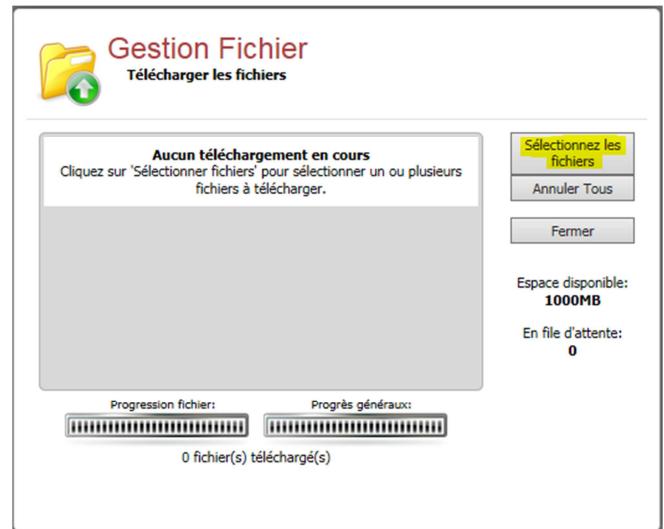 Gestion Fichier
Télécharger les fichiers
Aucun téléchargement en cours
Cliquez sur 'Sélectionner fichiers' pour sélectionner un ou plusieurs
fichiers à télécharger.
Sélectionnez les
fichiers
Annuler Tous
Fermer
Espace disponible:
1000MB
En file d'attente:
0
Progression fichier:
Progrès généraux:
0 fichier(s) téléchargé(s)